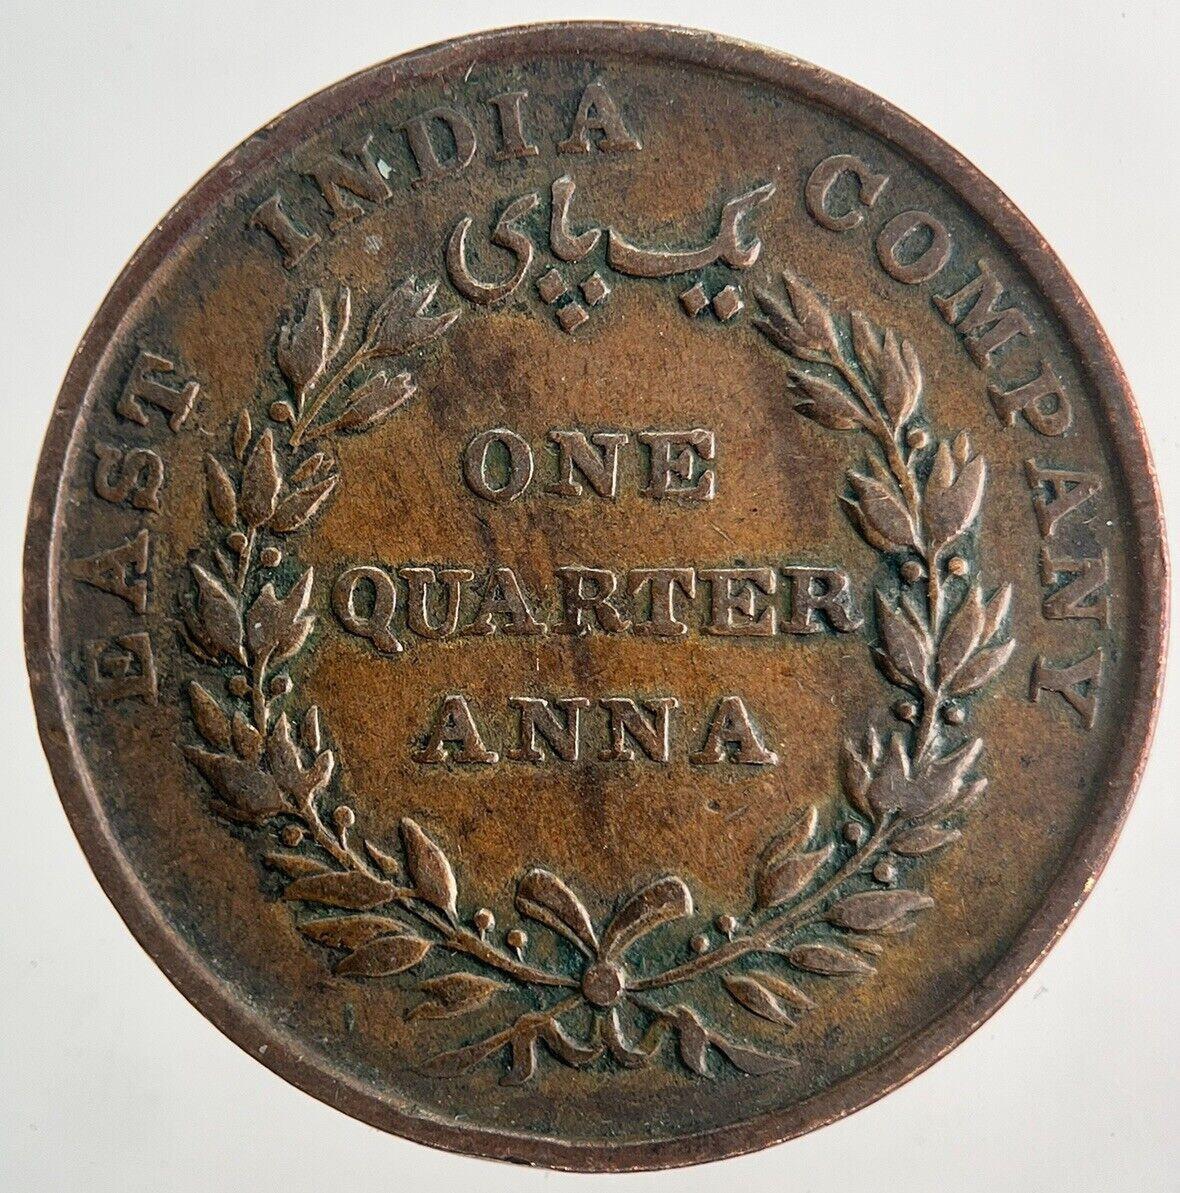 EAST INDIA COMPANY
یک پای
ONE
QUARTER
ANNA